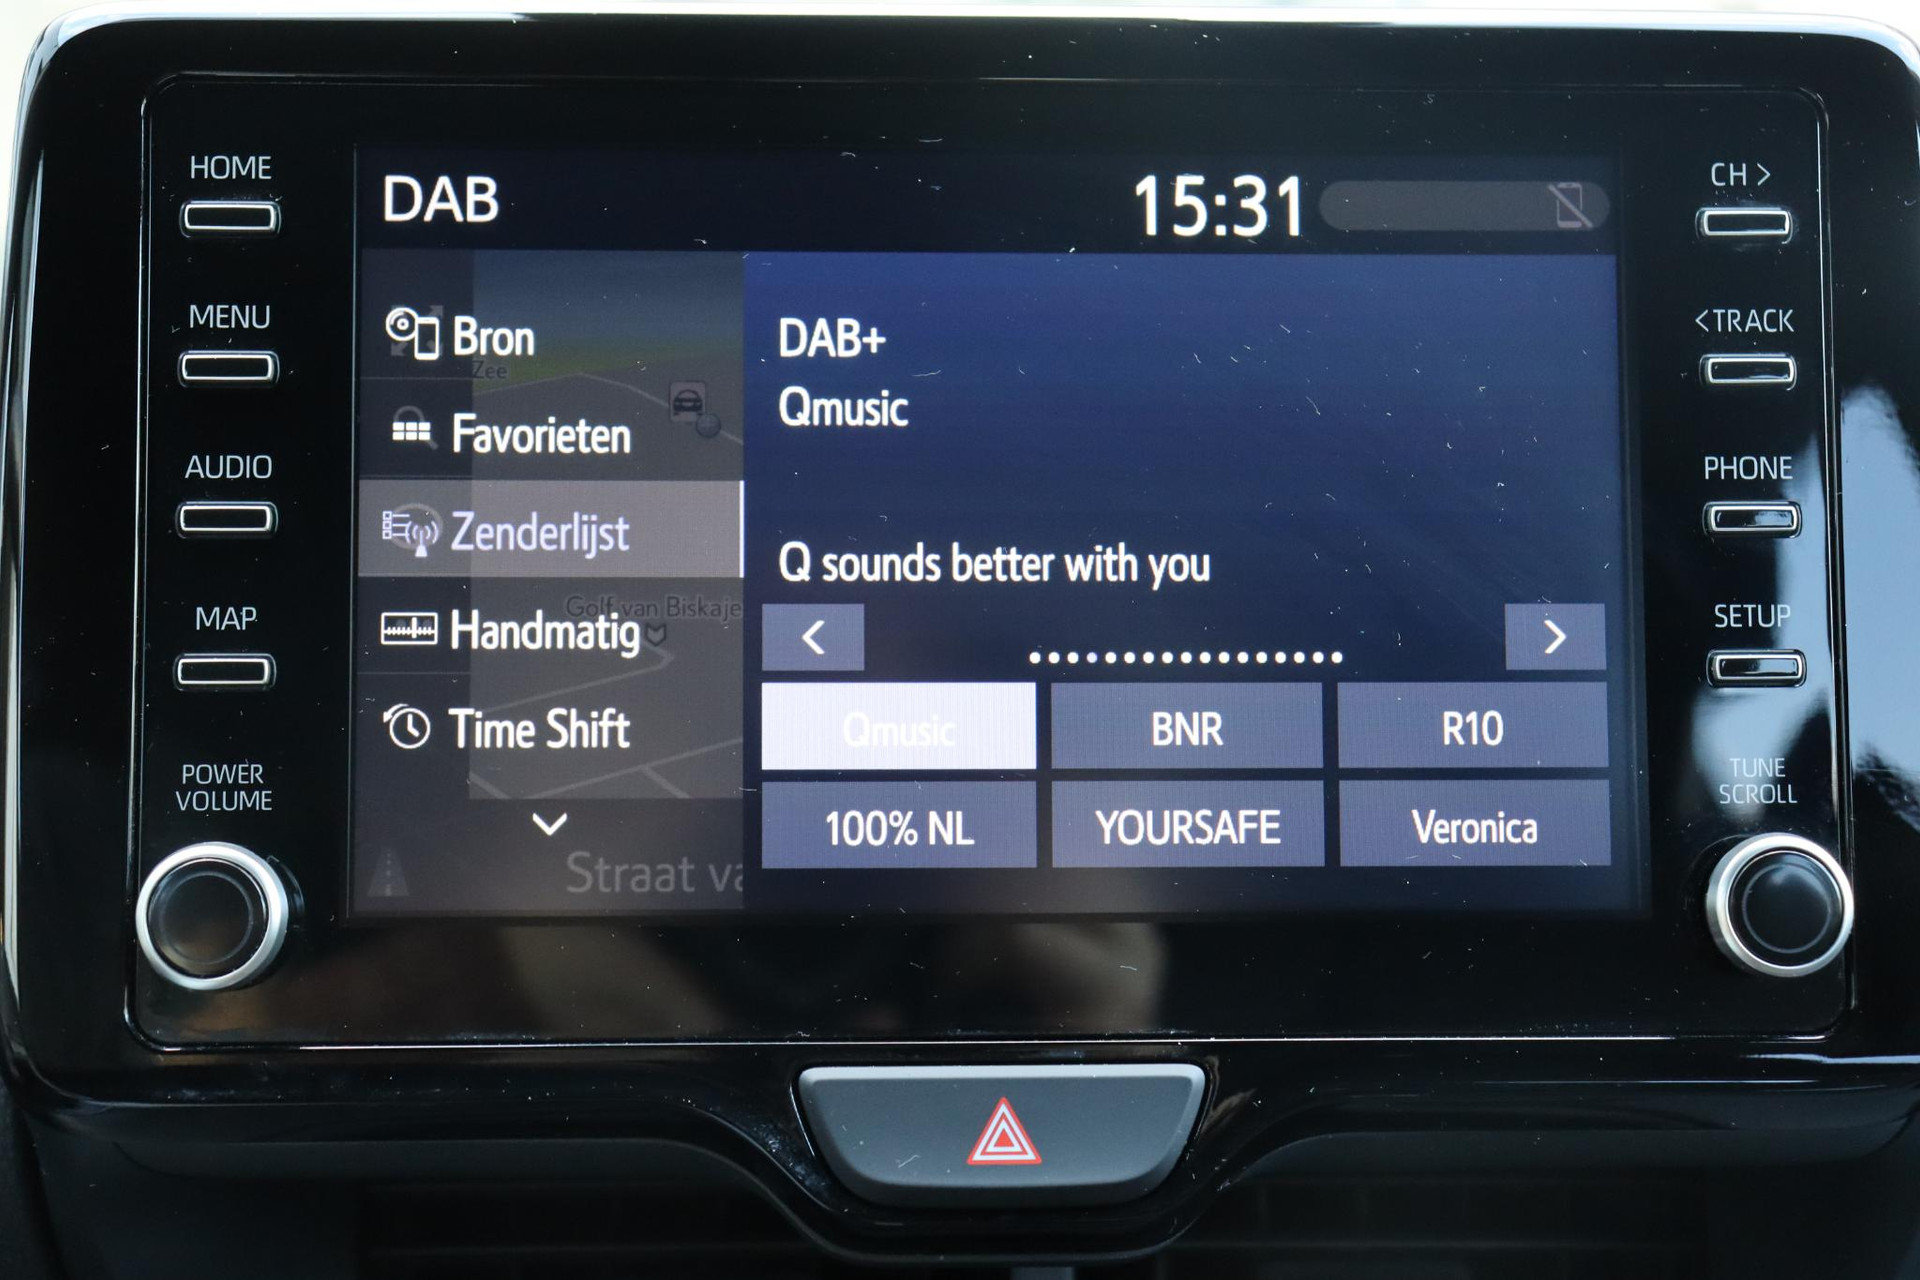 HOME
MENU
AUDIO
MAP
POWER
VOLUME
DAB
15:31
Bron
Zee
Favorieten
Zenderlijst
Golf van Biskaje
Handmatig
Time Shift
Straat va
DAB+
Qmusic
Q sounds better with you
<
>
Qmusic BNR R10
100% NL YOURSAFE Veronica
CH >
<TRACK
PHONE
SETUP
TUNE
SCROLL